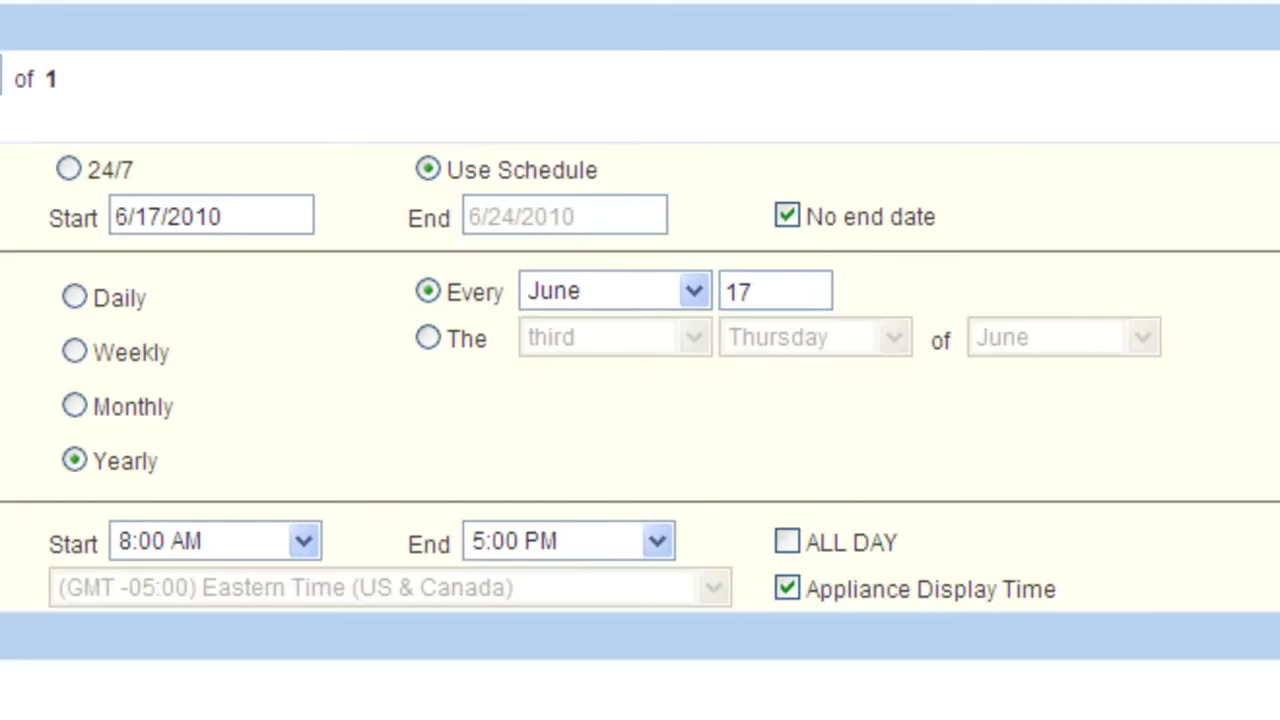 of 1
24/7 Use Schedule
Start 6/17/2010 End 6/24/2010 No end date
Daily Every June 17
The third Thursday of June
Weekly
Monthly
Yearly
Start 8:00 AM End 5:00 PM ALL DAY
(GMT -05:00) Eastern Time (US & Canada) Appliance Display Time